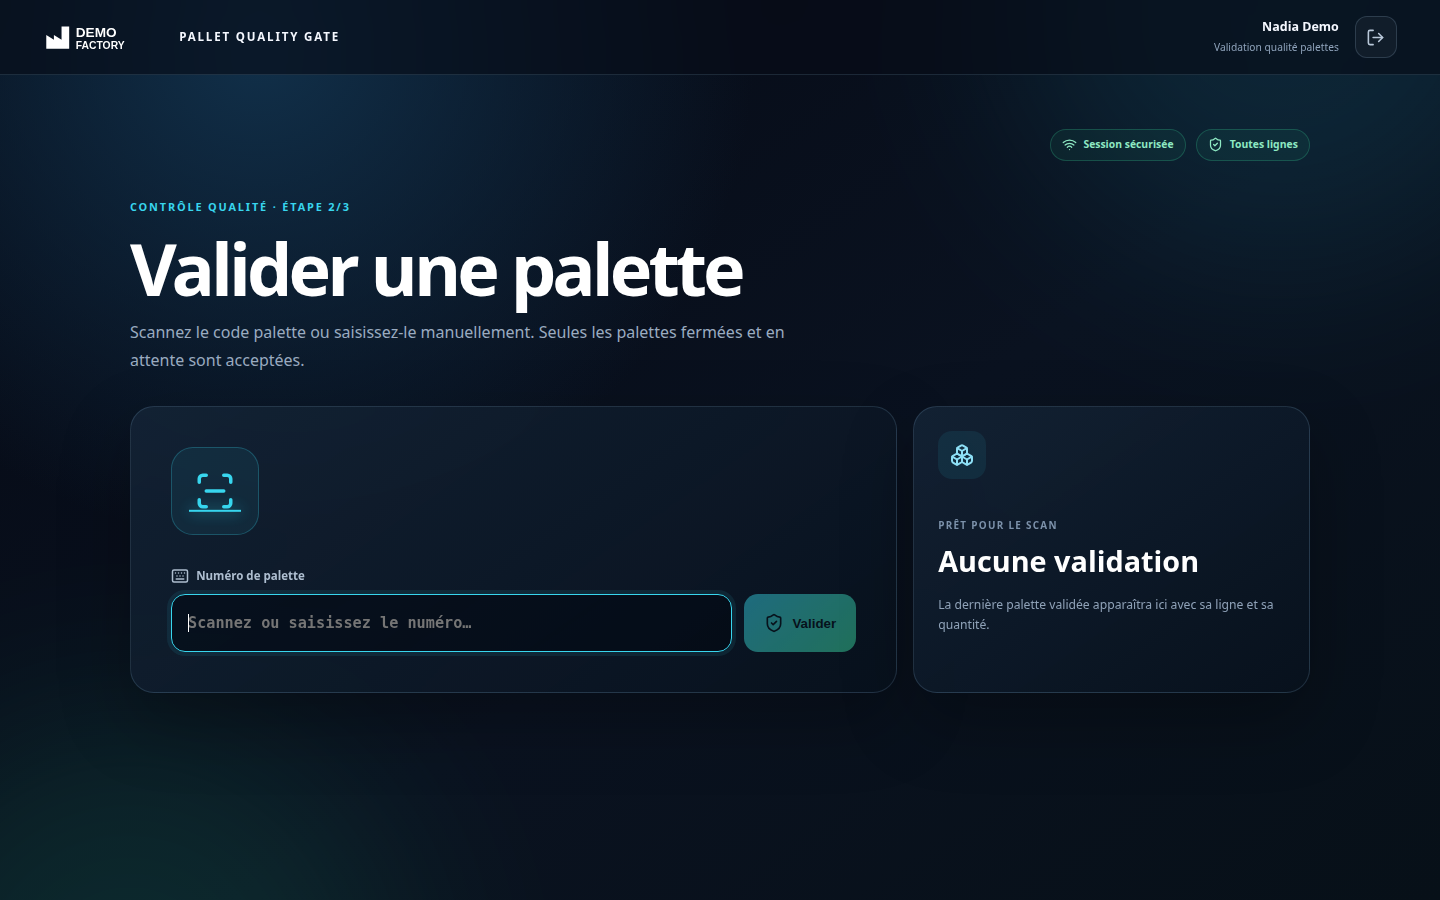 DEMO
FACTORY
PALLET QUALITY GATE
Nadia Demo
Validation qualité palettes
Session sécurisée
Toutes lignes
CONTRÔLE QUALITÉ · ÉTAPE 2/3
Valider une palette
Scannez le code palette ou saisissez-le manuellement. Seules les palettes fermées et en
attente sont acceptées.
Numéro de palette
Scannez ou saisissez le numéro…
Valider
PRÊT POUR LE SCAN
Aucune validation
La dernière palette validée apparaîtra ici avec sa ligne et sa
quantité.